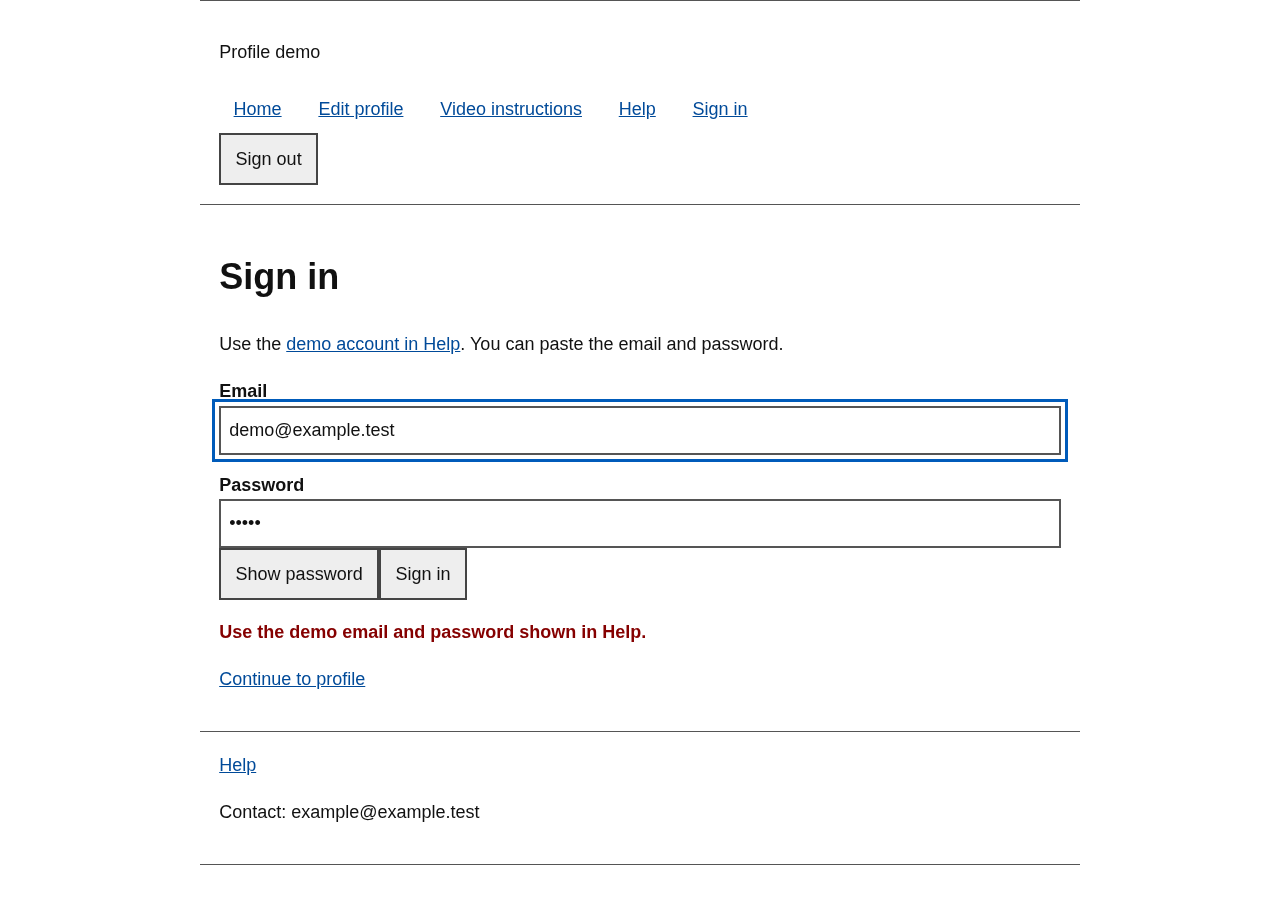 Profile demo
Home Edit profile Video instructions Help Sign in
Sign out
Sign in
Use the demo account in Help. You can paste the email and password.
Email
demo@example.test
Password
•••••
Show password Sign in
Use the demo email and password shown in Help.
Continue to profile
Help
Contact: example@example.test